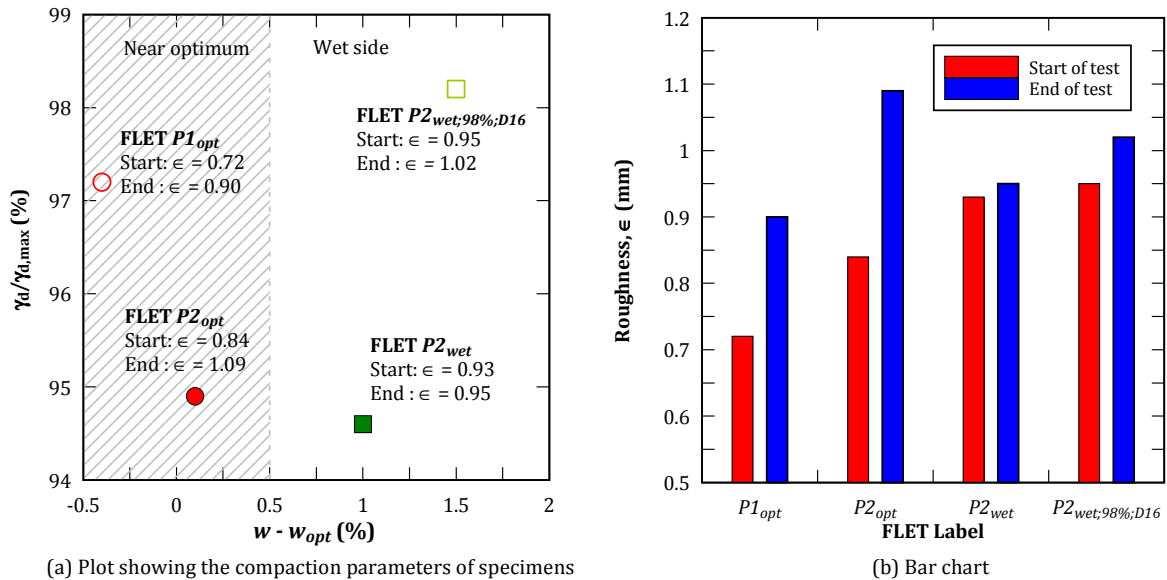 99
98
97
96
95
94
-0.5
0
0.5
1
1.5
2
γd/γd,max (%)
w - wopt (%)
Near optimum
Wet side
FLET P1opt
Start: ϵ = 0.72
End : ϵ = 0.90
FLET P2wet;98%;D16
Start: ϵ = 0.95
End : ϵ = 1.02
FLET P2opt
Start: ϵ = 0.84
End : ϵ = 1.09
FLET P2wet
Start: ϵ = 0.93
End : ϵ = 0.95
(a) Plot showing the compaction parameters of specimens
1.2
1.1
1
0.9
0.8
0.7
0.6
0.5
Roughness, ϵ (mm)
Start of test
End of test
P1opt
P2opt
P2wet
P2wet;98%;D16
FLET Label
(b) Bar chart